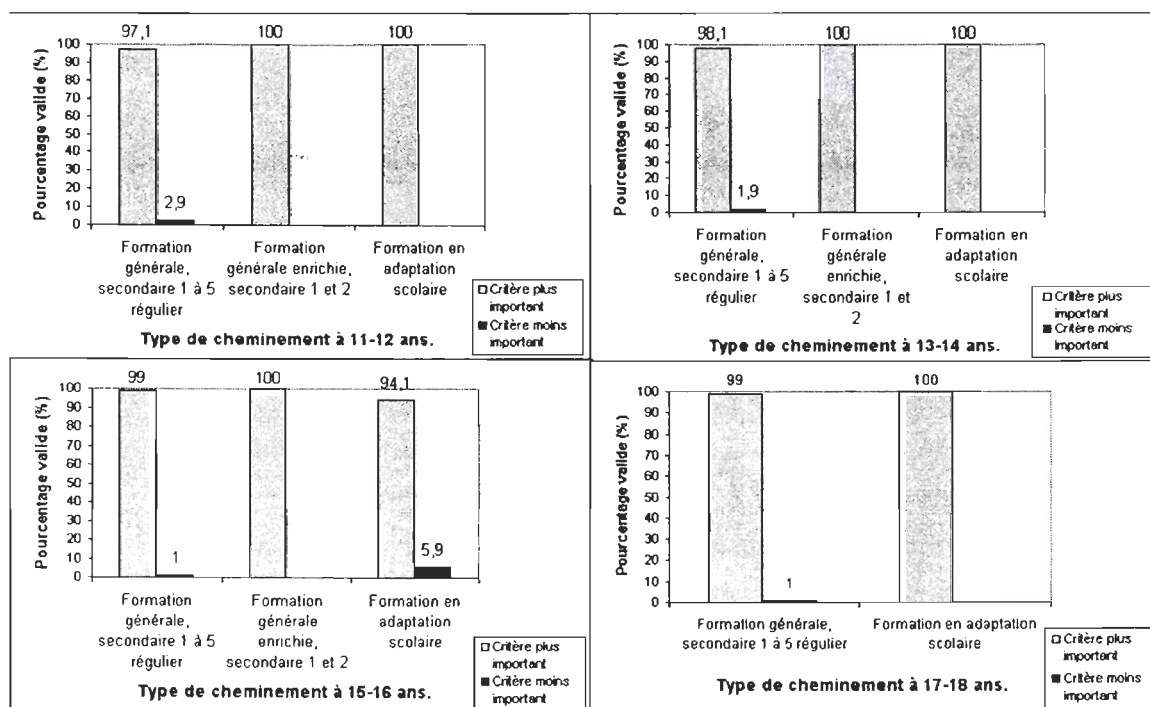 97,1 100 100
Pourcentage valide (%)
100
90
80
70
60
50
40
30
20
10
0
2,9
Formation générale, secondaire 1 à 5 régulier
Formation générale enrichie, secondaire 1 et 2
Formation en adaptation scolaire
Critère plus important
Critère moins important
Type de cheminement à 11-12 ans.
98,1 100 100
Pourcentage valide (%)
100
90
80
70
60
50
40
30
20
10
0
1,9
Formation générale, secondaire 1 à 5 régulier
Formation générale enrichie, secondaire 1 et 2
Formation en adaptation scolaire
Critère plus important
Critère moins important
Type de cheminement à 13-14 ans.
99 100 94,1
Pourcentage valide (%)
100
90
80
70
60
50
40
30
20
10
0
1
5,9
Formation générale, secondaire 1 à 5 régulier
Formation générale enrichie, secondaire 1 et 2
Formation en adaptation scolaire
Critère plus important
Critère moins important
Type de cheminement à 15-16 ans.
99 100
Pourcentage valide (%)
100
90
80
70
60
50
40
30
20
10
0
1
Formation générale, secondaire 1 à 5 régulier
Formation en adaptation scolaire
Critère plus important
Critère moins important
Type de cheminement à 17-18 ans.